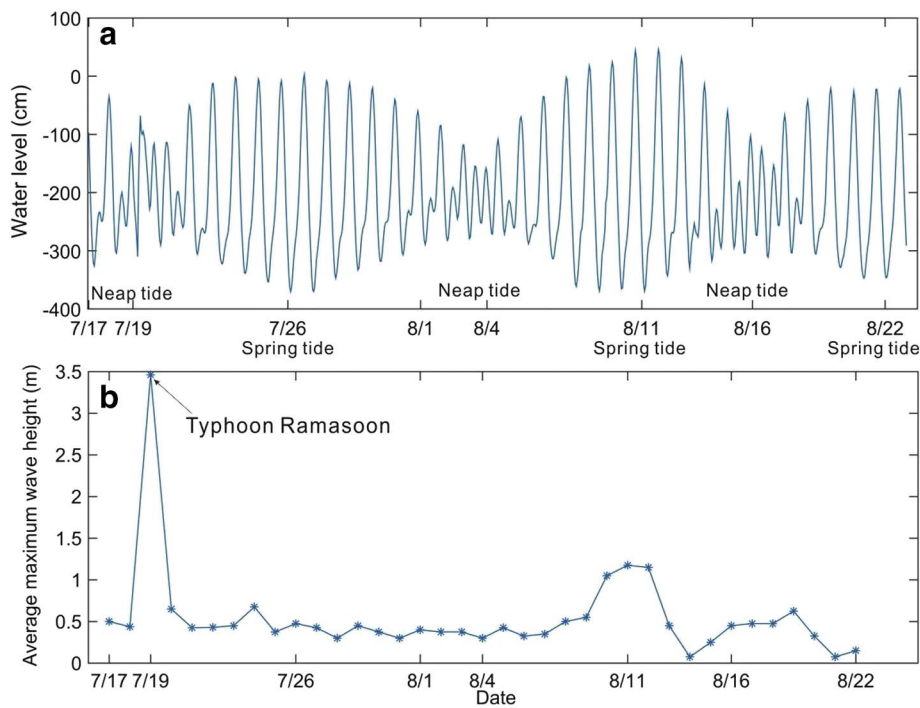 a
Water level (cm)
100
0
-100
-200
-300
-400
Neap tide
Neap tide
Neap tide
7/17 7/19 7/26 8/1 8/4 8/11 8/16 8/22
Spring tide
Spring tide
Spring tide
b
Average maximum wave height (m)
3.5
3
2.5
2
1.5
1
0.5
0
Typhoon Ramasoon
7/17 7/19 7/26 8/1 8/4 8/11 8/16 8/22
Date